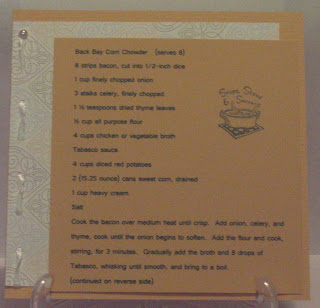 Back Bay Corn Chowder (serves 8)
8 strips bacon, cut into 1/2-inch dice
1 cup finely chopped onion
3 stalks celery, finely chopped
1 ½ teaspoons dried thyme leaves
½ cup all purpose flour
4 cups chicken or vegetable broth
Tabasco sauce
4 cups diced red potatoes
2 (15.25 ounce) cans sweet corn, drained
1 cup heavy cream
Salt
Cook the bacon over medium heat until crisp. Add onion, celery, and
thyme, cook until the onion begins to soften. Add the flour and cook,
stirring, for 3 minutes. Gradually add the broth and 8 drops of
Tabasco, whisking until smooth, and bring to a boil.
(continued on reverse side)